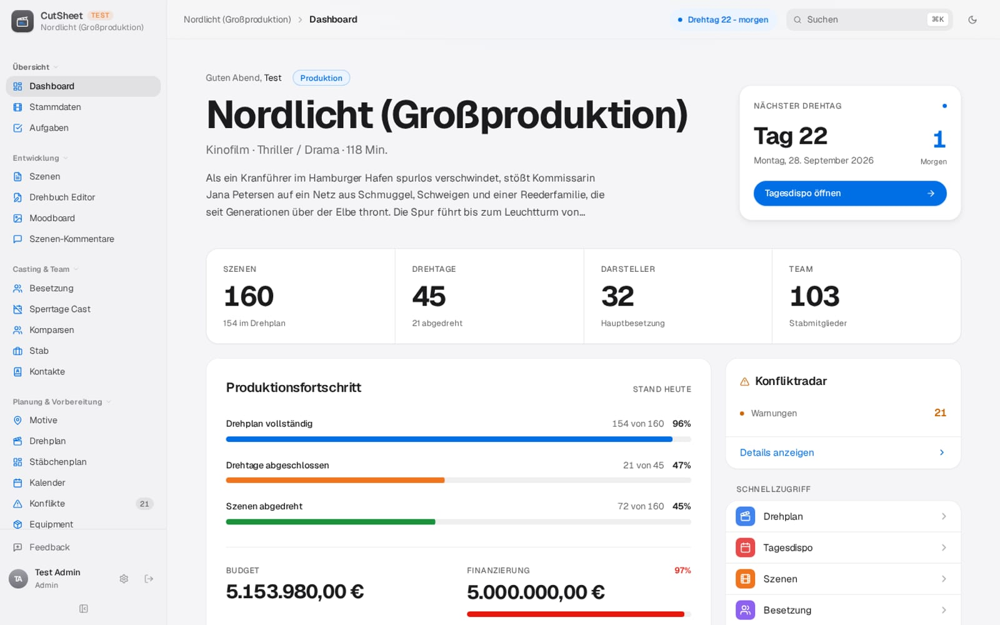 CutSheet TEST
Nordlicht (Großproduktion)
Übersicht
Dashboard
Stammdaten
Aufgaben
Entwicklung
Szenen
Drehbuch Editor
Moodboard
Szenen-Kommentare
Casting & Team
Besetzung
Sperrtage Cast
Komparsen
Stab
Kontakte
Planung & Vorbereitung
Motive
Drehplan
Stäbchenplan
Kalender
Konflikte 21
Equipment
Feedback
TA
Test Admin
Admin
Nordlicht (Großproduktion) > Dashboard
Drehtag 22 - morgen
Suchen ⌘K
Guten Abend, Test Produktion
Nordlicht (Großproduktion)
Kinofilm · Thriller / Drama · 118 Min.
Als ein Kranführer im Hamburger Hafen spurlos verschwindet, stößt Kommissarin
Jana Petersen auf ein Netz aus Schmuggel, Schweigen und einer Reederfamilie, die
seit Generationen über der Elbe thront. Die Spur führt bis zum Leuchtturm von…
NÄCHSTER DREHTAG
Tag 22
1
Montag, 28. September 2026
Morgen
Tagesdispo öffnen
SZENEN
160
154 im Drehplan
DREHTAGE
45
21 abgedreht
DARSTELLER
32
Hauptbesetzung
TEAM
103
Stabmitglieder
Produktionsfortschritt
STAND HEUTE
Drehplan vollständig 154 von 160 96%
Drehtage abgeschlossen 21 von 45 47%
Szenen abgedreht 72 von 160 45%
BUDGET
5.153.980,00 €
FINANZIERUNG 97%
5.000.000,00 €
Konfliktradar
Warnungen 21
Details anzeigen
SCHNELLZUGRIFF
Drehplan
Tagesdispo
Szenen
Besetzung